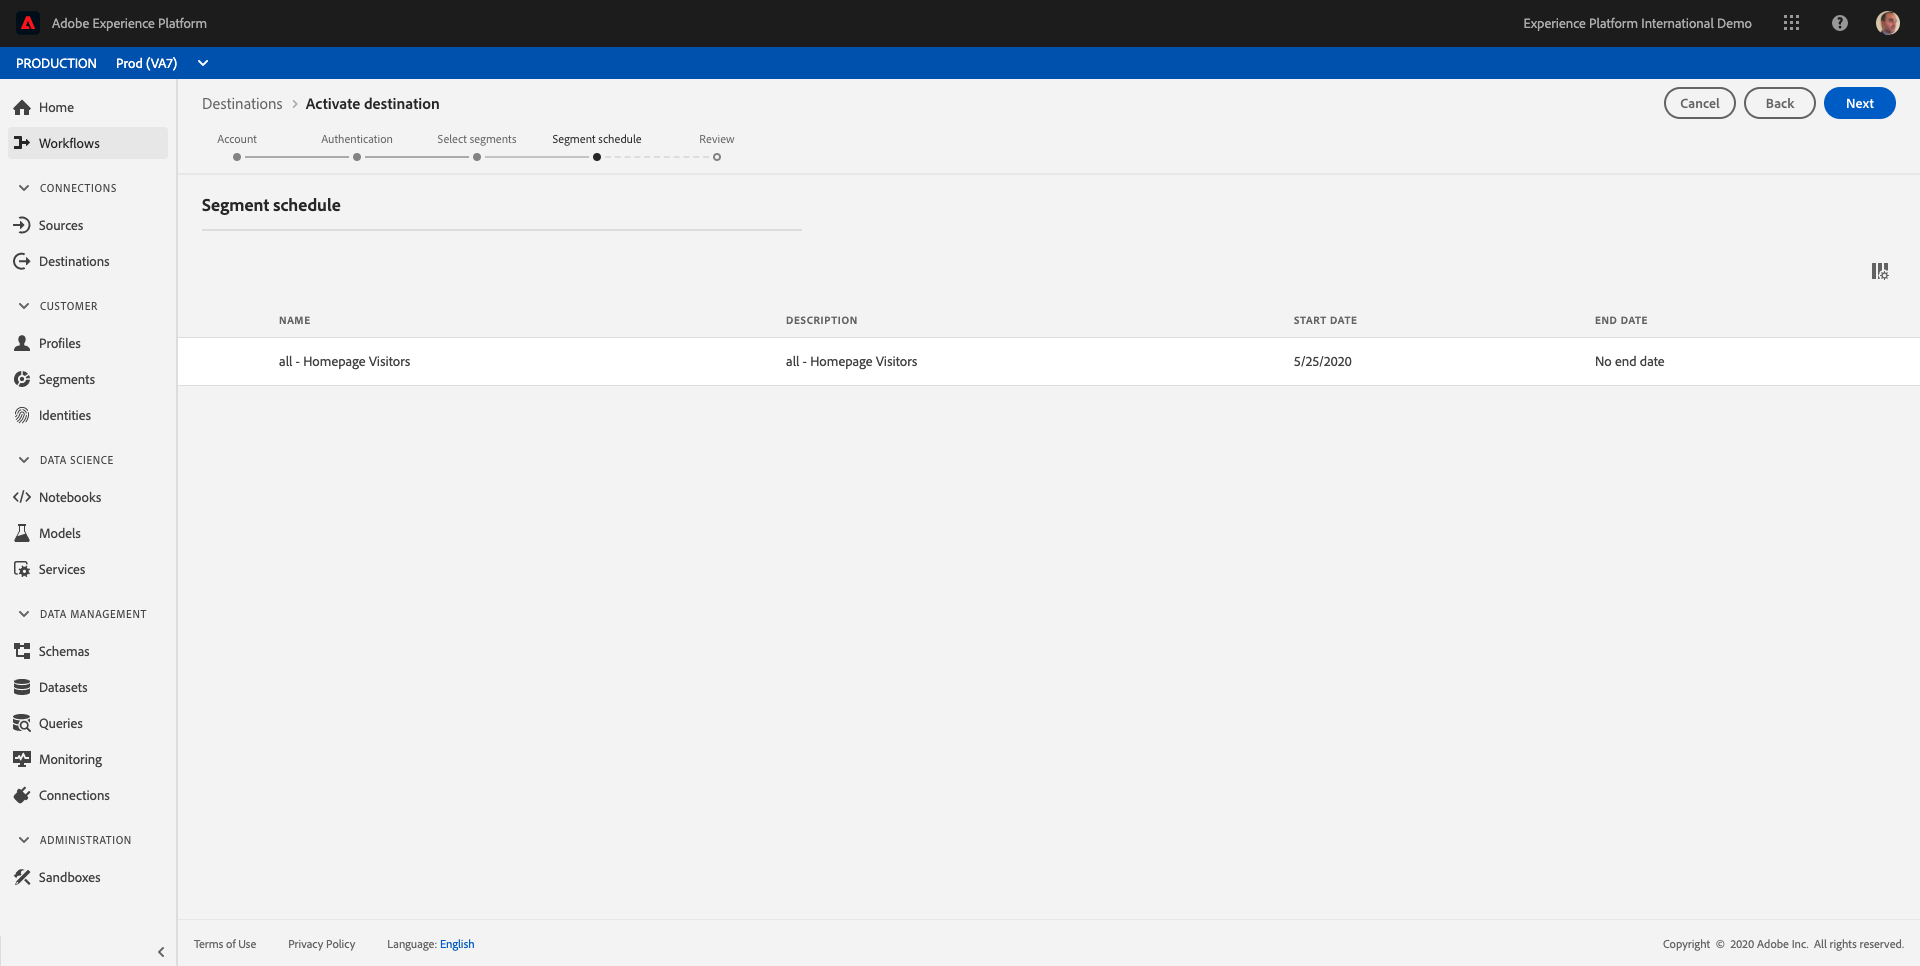 Adobe Experience Platform
Experience Platform International Demo
PRODUCTION Prod (VA7)
Home
Workflows
CONNECTIONS
Sources
Destinations
CUSTOMER
Profiles
Segments
Identities
DATA SCIENCE
Notebooks
Models
Services
DATA MANAGEMENT
Schemas
Datasets
Queries
Monitoring
Connections
ADMINISTRATION
Sandboxes
Destinations > Activate destination
Cancel Back Next
Account Authentication Select segments Segment schedule Review
Segment schedule
NAME DESCRIPTION START DATE END DATE
all - Homepage Visitors all - Homepage Visitors 5/25/2020 No end date
Terms of Use Privacy Policy Language: English
Copyright © 2020 Adobe Inc. All rights reserved.